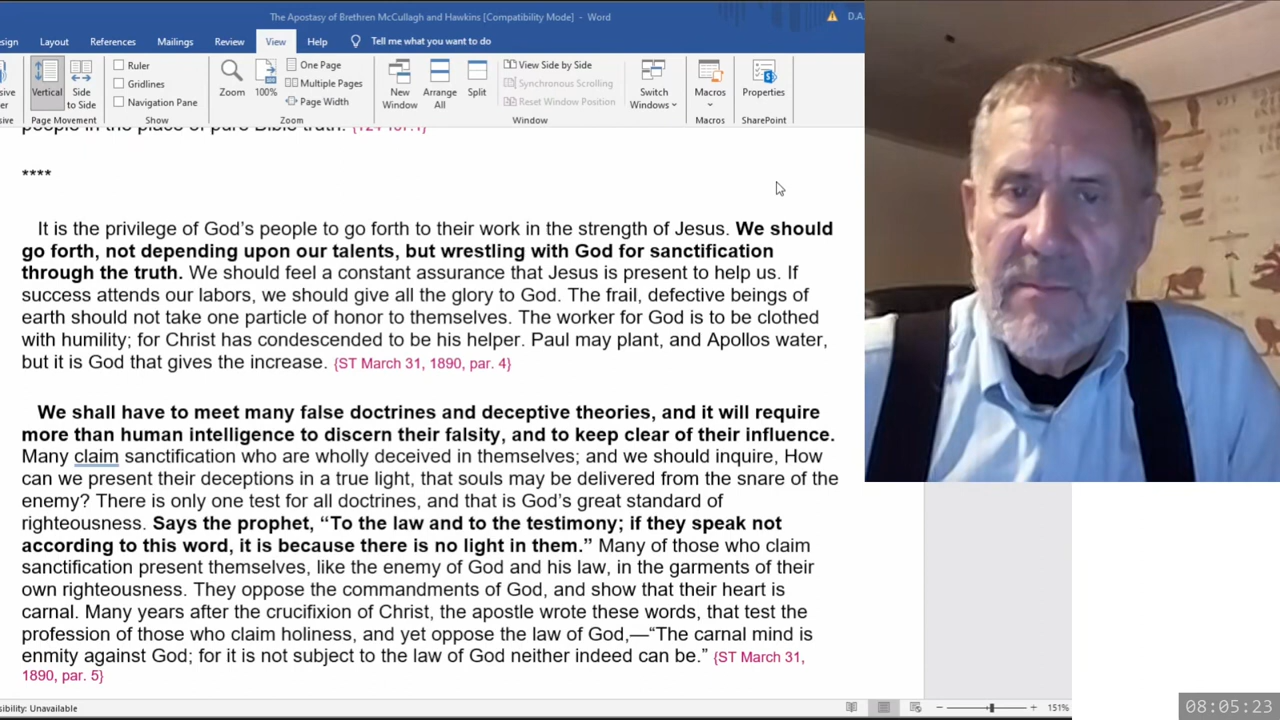 The Apostasy of Brethren McCullagh and Hawkins [Compatibility Mode] - Word
D.A.
sign
Layout
References
Mailings
Review
View
Help
Tell me what you want to do
Vertical
Side to Side
Page Movement
Ruler
Gridlines
Navigation Pane
Show
Zoom
100%
One Page
Multiple Pages
Page Width
Zoom
New Window
Arrange All
Split
View Side by Side
Synchronous Scrolling
Reset Window Position
Window
Switch Windows
Macros
Macros
Properties
SharePoint
people in the place of pure Bible truth.
****
It is the privilege of God's people to go forth to their work in the strength of Jesus. We should
go forth, not depending upon our talents, but wrestling with God for sanctification
through the truth. We should feel a constant assurance that Jesus is present to help us. If
success attends our labors, we should give all the glory to God. The frail, defective beings of
earth should not take one particle of honor to themselves. The worker for God is to be clothed
with humility; for Christ has condescended to be his helper. Paul may plant, and Apollos water,
but it is God that gives the increase. {ST March 31, 1890, par. 4}
We shall have to meet many false doctrines and deceptive theories, and it will require
more than human intelligence to discern their falsity, and to keep clear of their influence.
Many claim sanctification who are wholly deceived in themselves; and we should inquire, How
can we present their deceptions in a true light, that souls may be delivered from the snare of the
enemy? There is only one test for all doctrines, and that is God's great standard of
righteousness. Says the prophet, “To the law and to the testimony; if they speak not
according to this word, it is because there is no light in them.” Many of those who claim
sanctification present themselves, like the enemy of God and his law, in the garments of their
own righteousness. They oppose the commandments of God, and show that their heart is
carnal. Many years after the crucifixion of Christ, the apostle wrote these words, that test the
profession of those who claim holiness, and yet oppose the law of God,—“The carnal mind is
enmity against God; for it is not subject to the law of God neither indeed can be.” {ST March 31,
1890, par. 5}
sibility: Unavailable
151%
08:05:23